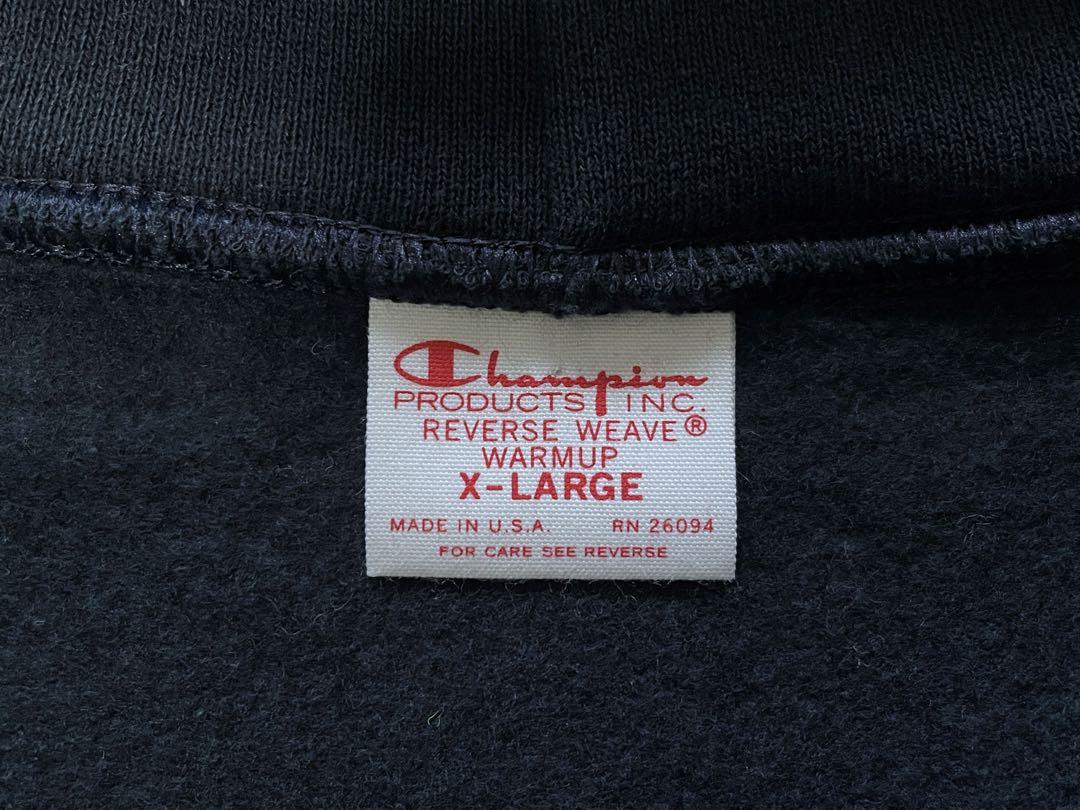 Champion
PRODUCTS INC.
REVERSE WEAVE®
WARMUP
X-LARGE
MADE IN U.S.A. RN 26094
FOR CARE SEE REVERSE